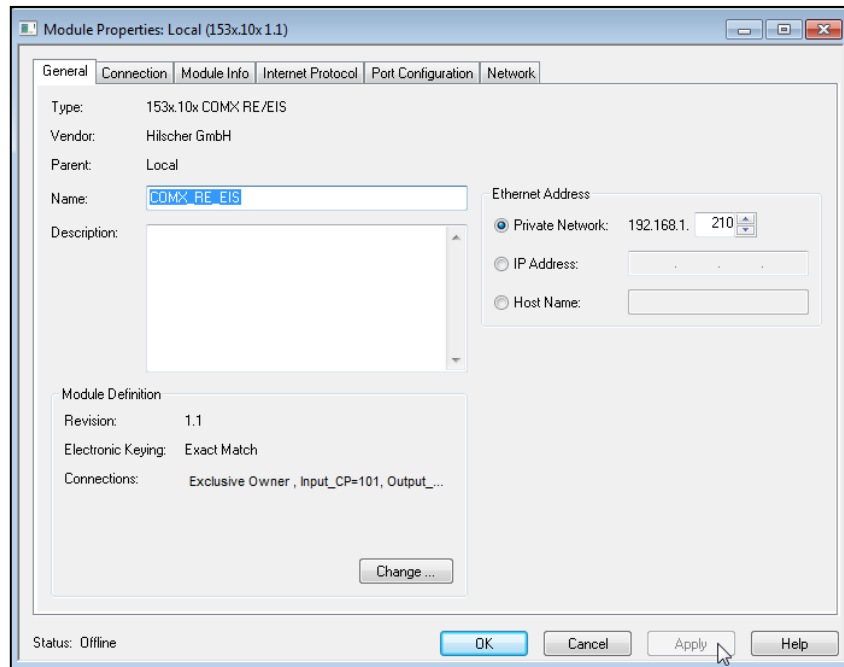 Module Properties: Local (153x.10x 1.1)
General Connection Module Info Internet Protocol Port Configuration Network
Type: 153x.10x COMX RE/EIS
Vendor: Hilscher GmbH
Parent: Local
Name: COMX_RE_EIS
Description:
Ethernet Address
Private Network: 192.168.1. 210
IP Address: . . .
Host Name:
Module Definition
Revision: 1.1
Electronic Keying: Exact Match
Connections: Exclusive Owner , Input_CP=101, Output_...
Change ...
Status: Offline
OK Cancel Apply Help